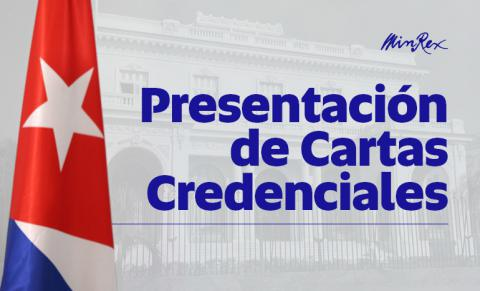 MinRex
Presentación
de Cartas
Credenciales